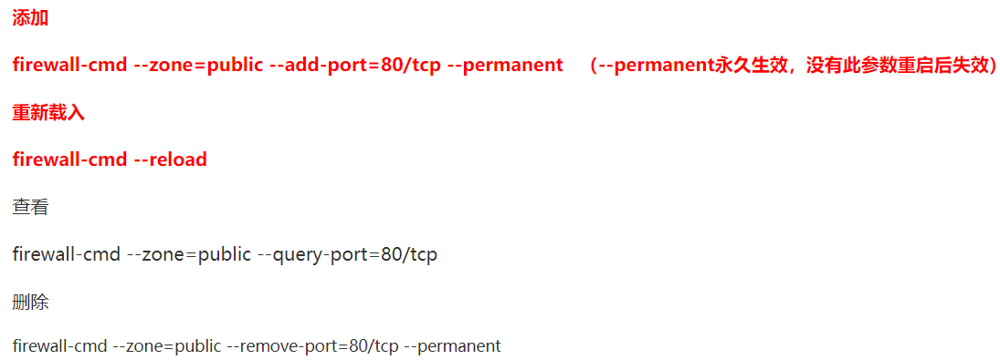 添加
firewall-cmd --zone=public --add-port=80/tcp --permanent （--permanent永久生效，没有此参数重启后失效）
重新载入
firewall-cmd --reload
查看
firewall-cmd --zone=public --query-port=80/tcp
删除
firewall-cmd --zone=public --remove-port=80/tcp --permanent